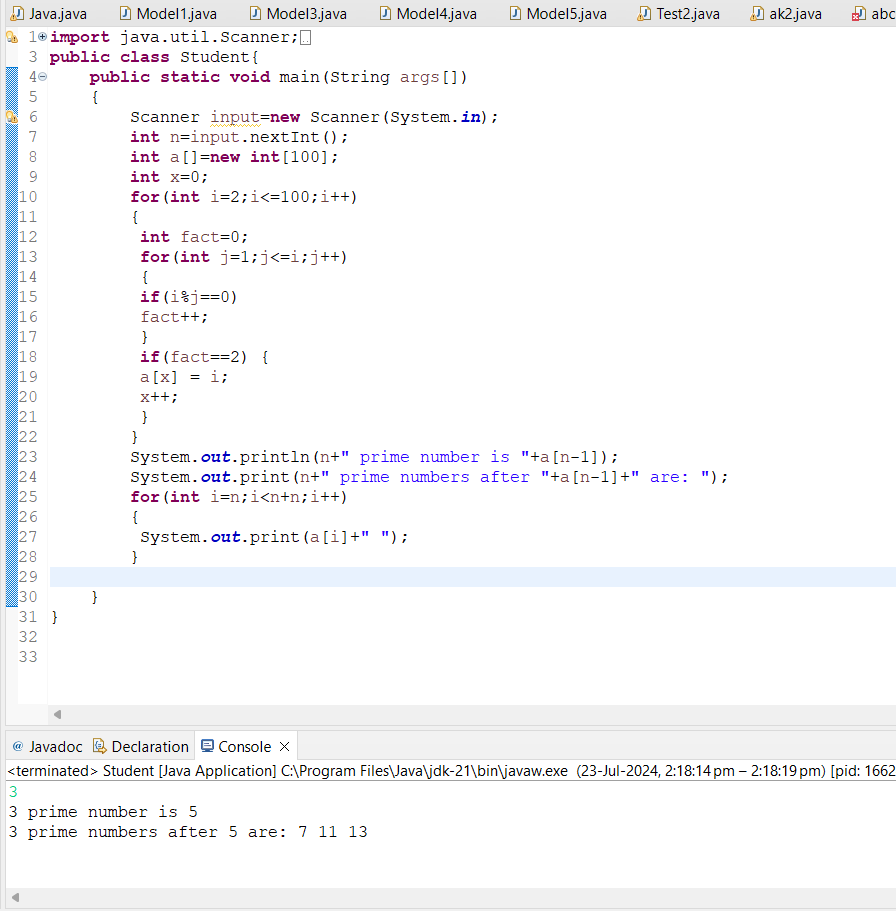 Java.java Model1.java Model3.java Model4.java Model5.java Test2.java ak2.java abc
1 import java.util.Scanner;
3 public class Student{
4 public static void main(String args[])
5 {
6 Scanner input=new Scanner(System.in);
7 int n=input.nextInt();
8 int a[]=new int[100];
9 int x=0;
10 for(int i=2;i<=100;i++)
11 {
12 int fact=0;
13 for(int j=1;j<=i;j++)
14 {
15 if(i%j==0)
16 fact++;
17 }
18 if(fact==2) {
19 a[x] = i;
20 x++;
21 }
22 }
23 System.out.println(n+" prime number is "+a[n-1]);
24 System.out.print(n+" prime numbers after "+a[n-1]+" are: ");
25 for(int i=n;i<n+n;i++)
26 {
27 System.out.print(a[i]+" ");
28 }
29
30 }
31 }
32
33
@ Javadoc Declaration Console
<terminated> Student [Java Application] C:\Program Files\Java\jdk-21\bin\javaw.exe (23-Jul-2024, 2:18:14 pm – 2:18:19 pm) [pid: 1662
3
3 prime number is 5
3 prime numbers after 5 are: 7 11 13